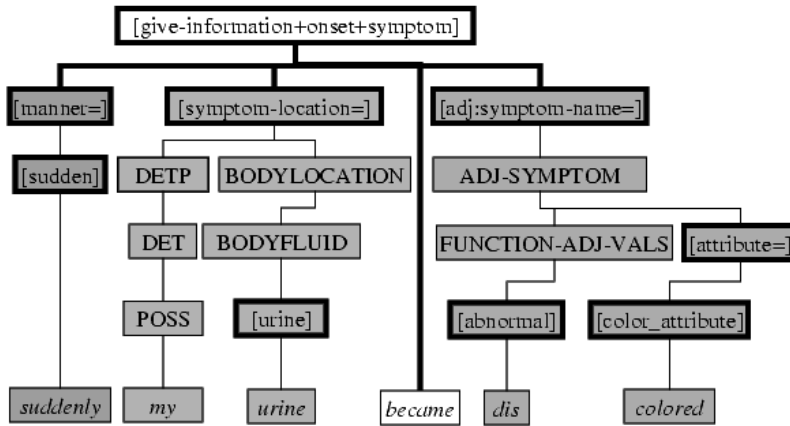 [give-information+onset+symptom]
[manner=] [symptom-location=] [adj:symptom-name=]
[sudden] DETP BODYLOCATION ADJ-SYMPTOM
DET BODYFLUID FUNCTION-ADJ-VALS [attribute=]
POSS [urine] [abnormal] [color_attribute]
suddenly my urine became dis colored